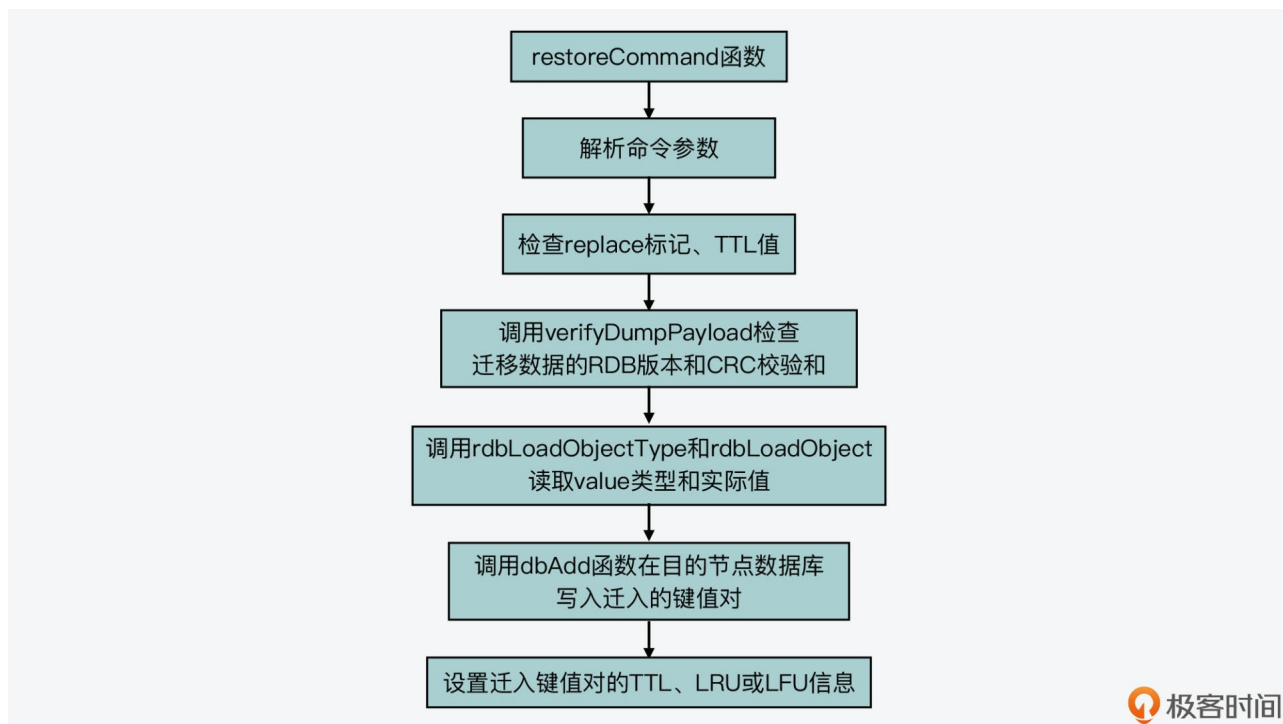 restoreCommand函数
解析命令参数
检查replace标记、TTL值
调用verifyDumpPayload检查
迁移数据的RDB版本和CRC校验和
调用rdbLoadObjectType和rdbLoadObject
读取value类型和实际值
调用dbAdd函数在目的节点数据库
写入迁入的键值对
设置迁入键值对的TTL、LRU或LFU信息
极客时间